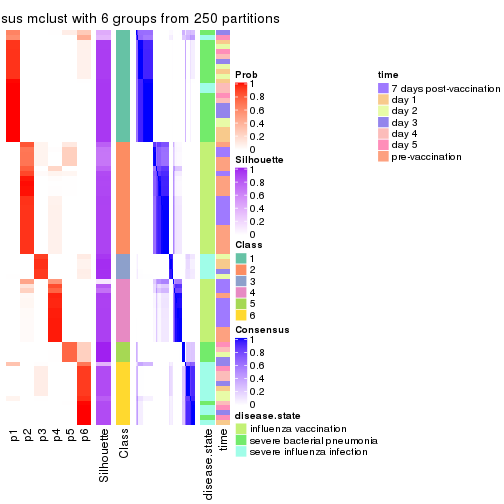 sus mclust with 6 groups from 250 partitions
Prob
1
0.8
0.6
0.4
0.2
0
Silhouette
1
0.8
0.6
0.4
0.2
0
Class
1
2
3
4
5
6
Consensus
1
0.8
0.6
0.4
0.2
0
disease.state
influenza vaccination
severe bacterial pneumonia
severe influenza infection
time
7 days post-vaccination
day 1
day 2
day 3
day 4
day 5
pre-vaccination
p1
p2
p3
p4
p5
p6
Silhouette
Class
disease.state
time